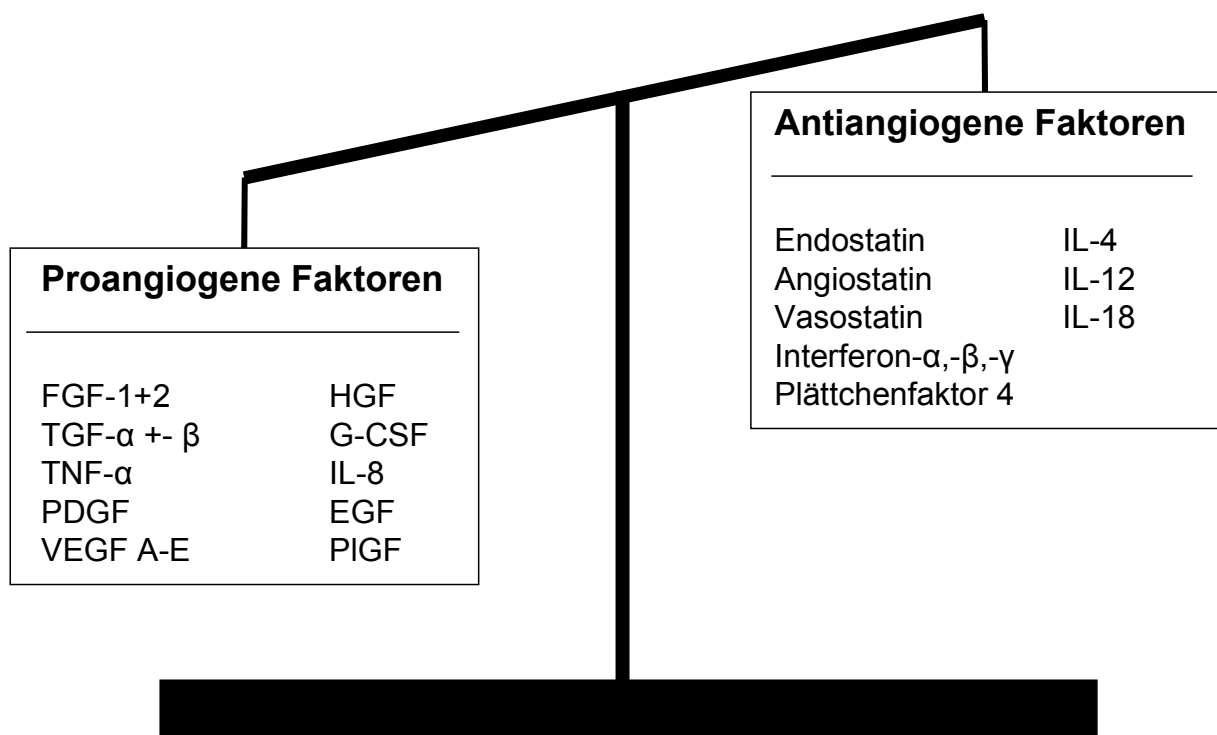 Antiangiogene Faktoren
Endostatin IL-4
Angiostatin IL-12
Vasostatin IL-18
Interferon-α,-β,-γ
Plättchenfaktor 4
Proangiogene Faktoren
FGF-1+2 HGF
TGF-α +- β G-CSF
TNF-α IL-8
PDGF EGF
VEGF A-E PlGF